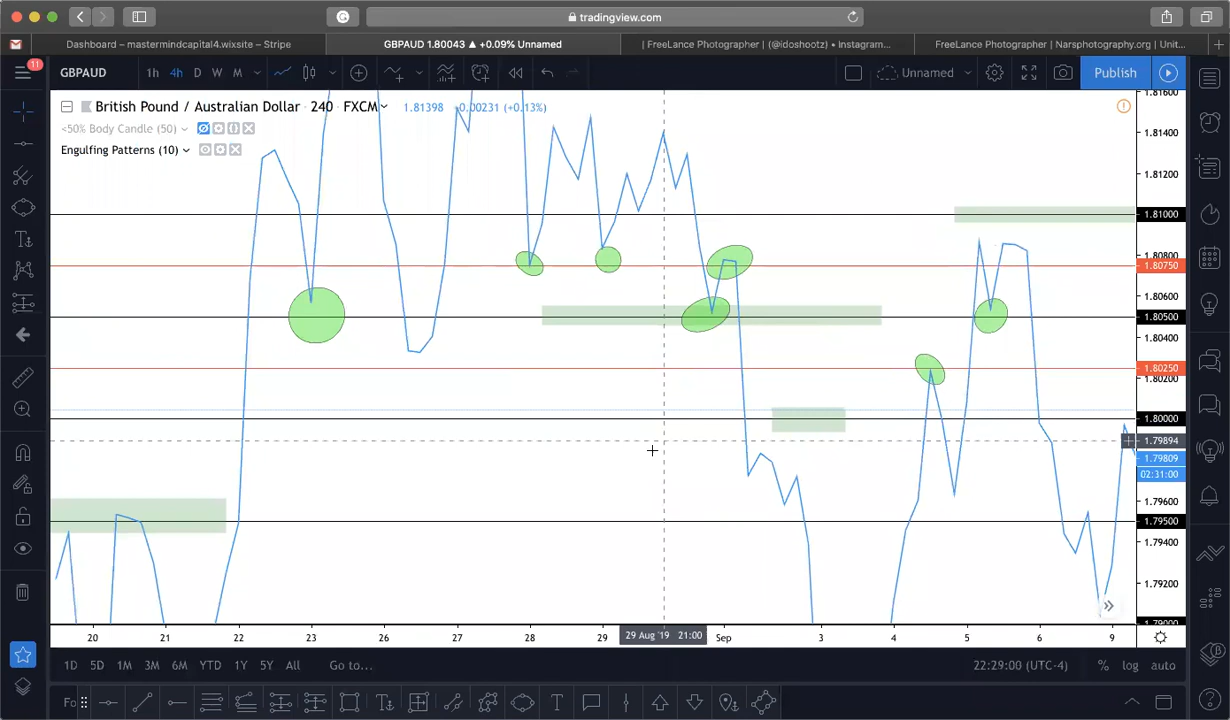 tradingview.com
Dashboard – mastermindcapital4.wixsite – Stripe
GBPAUD 1.80043 ▲ +0.09% Unnamed
| FreeLance Photographer | (@idoshootz) • Instagram...
FreeLance Photographer | Narsphotography.org | Unit...
11
GBPAUD
1h 4h D W M
Unnamed
Publish
British Pound / Australian Dollar · 240 · FXCM
1.81398 -0.00231 (+0.13%)
<50% Body Candle (50)
Engulfing Patterns (10)
1.81600
1.81400
1.81200
1.81000
1.80800
1.80750
1.80600
1.80500
1.80400
1.80250
1.80200
1.80000
1.79894
1.79809
02:31:00
1.79600
1.79500
1.79400
1.79200
1.79000
20 21 22 23 26 27 28 29 29 Aug '19 21:00 Sep 3 4 5 6 9
1D 5D 1M 3M 6M YTD 1Y 5Y All Go to...
22:29:00 (UTC-4) % log auto
Fo